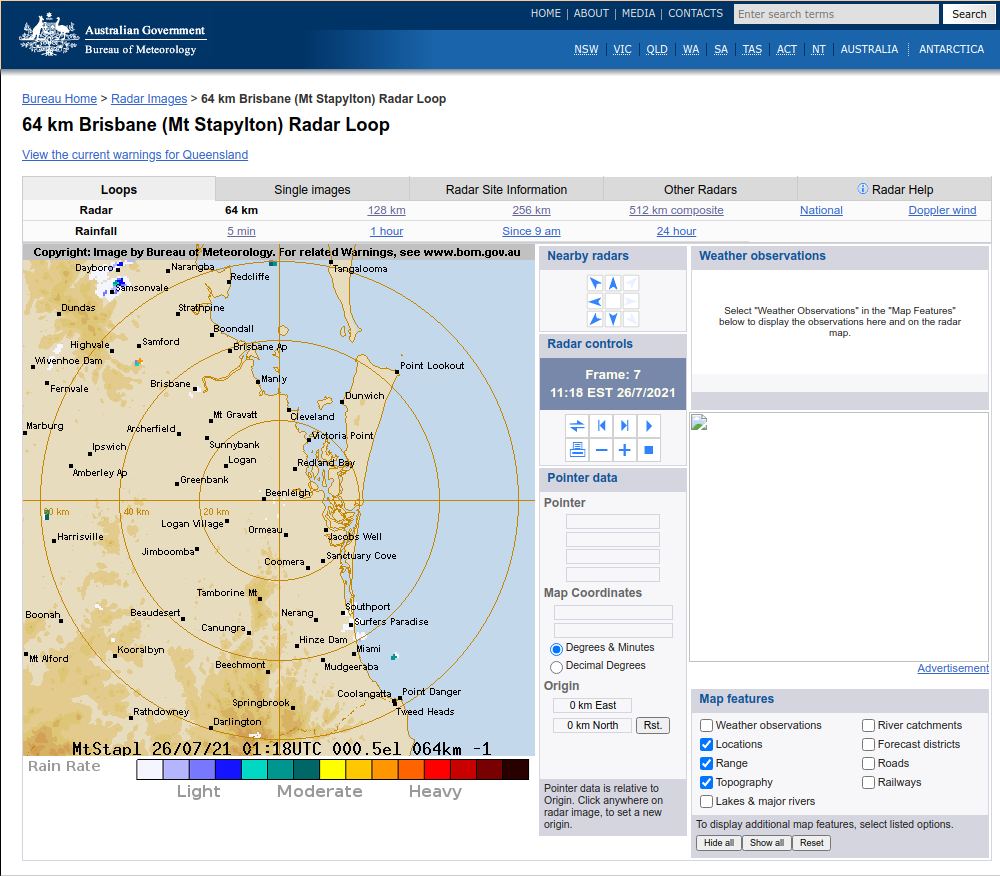 HOME | ABOUT | MEDIA | CONTACTS
Enter search terms
Search
Australian Government
Bureau of Meteorology
NSW | VIC | QLD | WA | SA | TAS | ACT | NT | AUSTRALIA | ANTARCTICA
Bureau Home > Radar Images > 64 km Brisbane (Mt Stapylton) Radar Loop
64 km Brisbane (Mt Stapylton) Radar Loop
View the current warnings for Queensland
Loops Single images Radar Site Information Other Radars Radar Help
Radar 64 km 128 km 256 km 512 km composite National Doppler wind
Rainfall 5 min 1 hour Since 9 am 24 hour
Copyright: Image by Bureau of Meteorology. For related Warnings, see www.bom.gov.au
Dayboro
Narangba
Tangalooma
Redcliffe
Samsonvale
Dundas
Strathpine
Boondall
Highvale
Samford
Brisbane Ap
Wivenhoe Dam
Point Lookout
Manly
Brisbane
Fernvale
Dunwich
Mt Gravatt
Cleveland
Marburg
Archerfield
Victoria Point
Ipswich
Sunnybank
Logan
Redland Bay
Amberley Ap
Greenbank
Beenleigh
60 km
40 km
20 km
Logan Village
Ormeau
Harrisville
Jacobs Well
Jimboomba
Sanctuary Cove
Coomera
Tamborine Mt
Southport
Boonah
Beaudesert
Nerang
Surfers Paradise
Canungra
Hinze Dam
Kooralbyn
Miami
Mt Alford
Beechmont
Mudgeeraba
Coolangatta
Point Danger
Springbrook
Rathdowney
Tweed Heads
Darlington
MtStapl 26/07/21 01:18UTC 000.5el 064km -1
Rain Rate
Light Moderate Heavy
Nearby radars
Radar controls
Frame: 7
11:18 EST 26/7/2021
Pointer data
Pointer
Map Coordinates
Degrees & Minutes
Decimal Degrees
Origin
0 km East
0 km North Rst.
Pointer data is relative to
Origin. Click anywhere on
radar image, to set a new
origin.
Weather observations
Select "Weather Observations" in the "Map Features"
below to display the observations here and on the radar
map.
Advertisement
Map features
Weather observations River catchments
Locations Forecast districts
Range Roads
Topography Railways
Lakes & major rivers
To display additional map features, select listed options.
Hide all Show all Reset